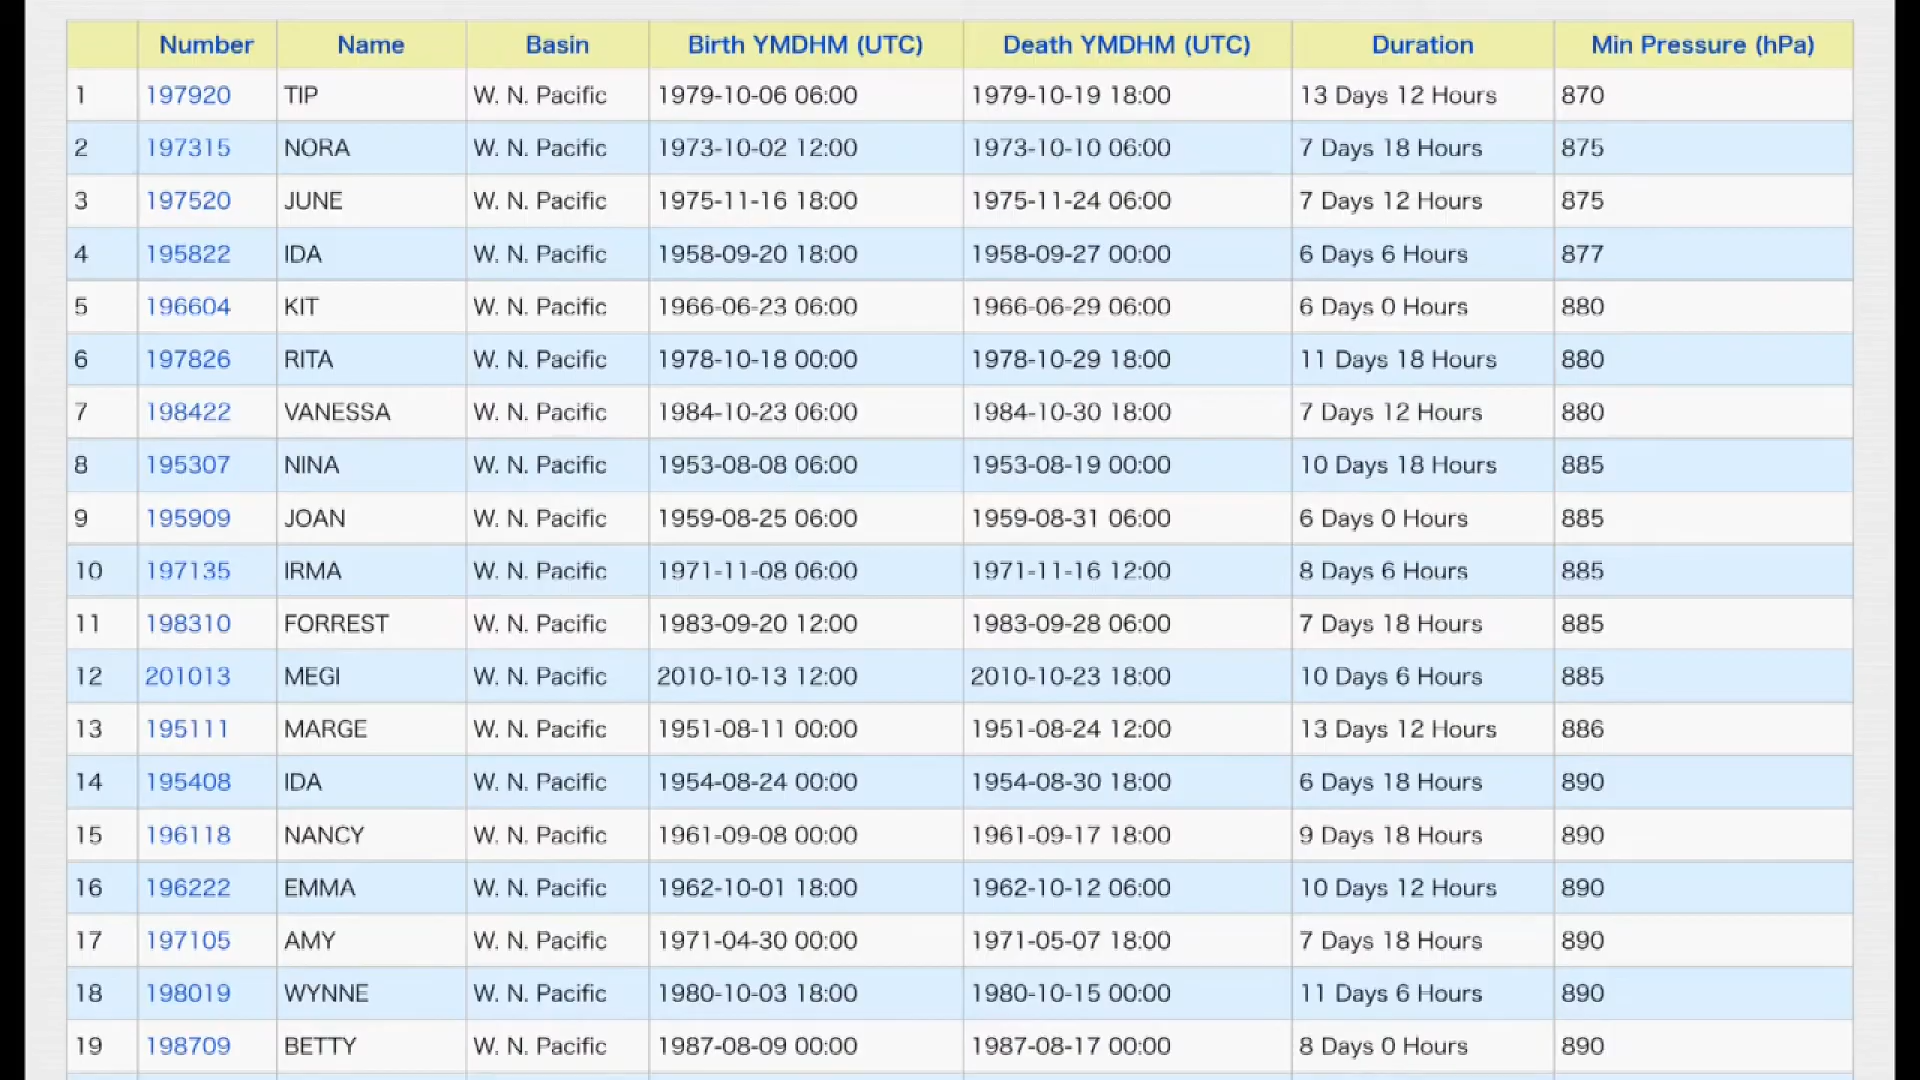 Number Name Basin Birth YMDHM (UTC) Death YMDHM (UTC) Duration Min Pressure (hPa)
1 197920 TIP W. N. Pacific 1979-10-06 06:00 1979-10-19 18:00 13 Days 12 Hours 870
2 197315 NORA W. N. Pacific 1973-10-02 12:00 1973-10-10 06:00 7 Days 18 Hours 875
3 197520 JUNE W. N. Pacific 1975-11-16 18:00 1975-11-24 06:00 7 Days 12 Hours 875
4 195822 IDA W. N. Pacific 1958-09-20 18:00 1958-09-27 00:00 6 Days 6 Hours 877
5 196604 KIT W. N. Pacific 1966-06-23 06:00 1966-06-29 06:00 6 Days 0 Hours 880
6 197826 RITA W. N. Pacific 1978-10-18 00:00 1978-10-29 18:00 11 Days 18 Hours 880
7 198422 VANESSA W. N. Pacific 1984-10-23 06:00 1984-10-30 18:00 7 Days 12 Hours 880
8 195307 NINA W. N. Pacific 1953-08-08 06:00 1953-08-19 00:00 10 Days 18 Hours 885
9 195909 JOAN W. N. Pacific 1959-08-25 06:00 1959-08-31 06:00 6 Days 0 Hours 885
10 197135 IRMA W. N. Pacific 1971-11-08 06:00 1971-11-16 12:00 8 Days 6 Hours 885
11 198310 FORREST W. N. Pacific 1983-09-20 12:00 1983-09-28 06:00 7 Days 18 Hours 885
12 201013 MEGI W. N. Pacific 2010-10-13 12:00 2010-10-23 18:00 10 Days 6 Hours 885
13 195111 MARGE W. N. Pacific 1951-08-11 00:00 1951-08-24 12:00 13 Days 12 Hours 886
14 195408 IDA W. N. Pacific 1954-08-24 00:00 1954-08-30 18:00 6 Days 18 Hours 890
15 196118 NANCY W. N. Pacific 1961-09-08 00:00 1961-09-17 18:00 9 Days 18 Hours 890
16 196222 EMMA W. N. Pacific 1962-10-01 18:00 1962-10-12 06:00 10 Days 12 Hours 890
17 197105 AMY W. N. Pacific 1971-04-30 00:00 1971-05-07 18:00 7 Days 18 Hours 890
18 198019 WYNNE W. N. Pacific 1980-10-03 18:00 1980-10-15 00:00 11 Days 6 Hours 890
19 198709 BETTY W. N. Pacific 1987-08-09 00:00 1987-08-17 00:00 8 Days 0 Hours 890